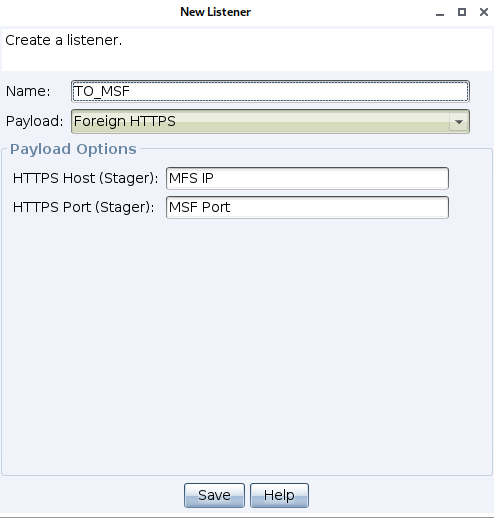 New Listener
Create a listener.
Name: TO_MSF
Payload: Foreign HTTPS
Payload Options
HTTPS Host (Stager): MFS IP
HTTPS Port (Stager): MSF Port
Save Help